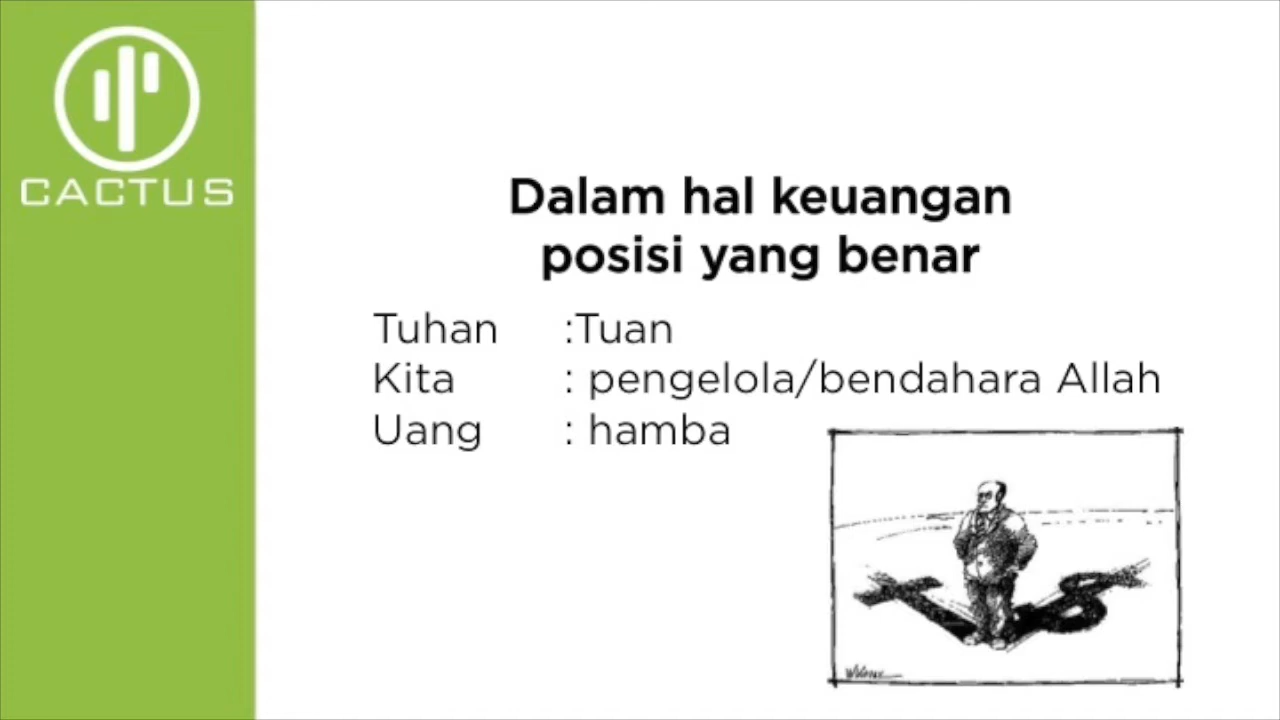 CACTUS
Dalam hal keuangan
posisi yang benar
Tuhan :Tuan
Kita : pengelola/bendahara Allah
Uang : hamba